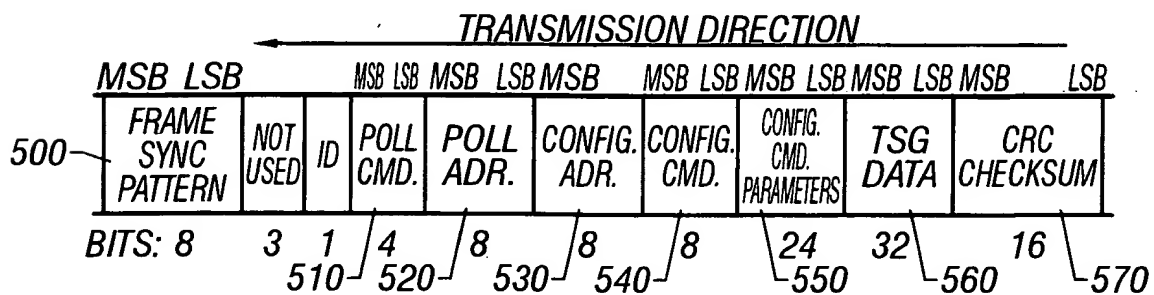 TRANSMISSION DIRECTION
MSB LSB MSB LSB MSB LSB MSB MSB LSB MSB LSB MSB LSB MSB LSB
500
FRAME SYNC PATTERN
NOT USED
ID
POLL CMD.
POLL ADR.
CONFIG. ADR.
CONFIG. CMD.
CONFIG. CMD. PARAMETERS
TSG DATA
CRC CHECKSUM
BITS: 8 3 1 4 8 8 8 24 32 16
510 520 530 540 550 560 570